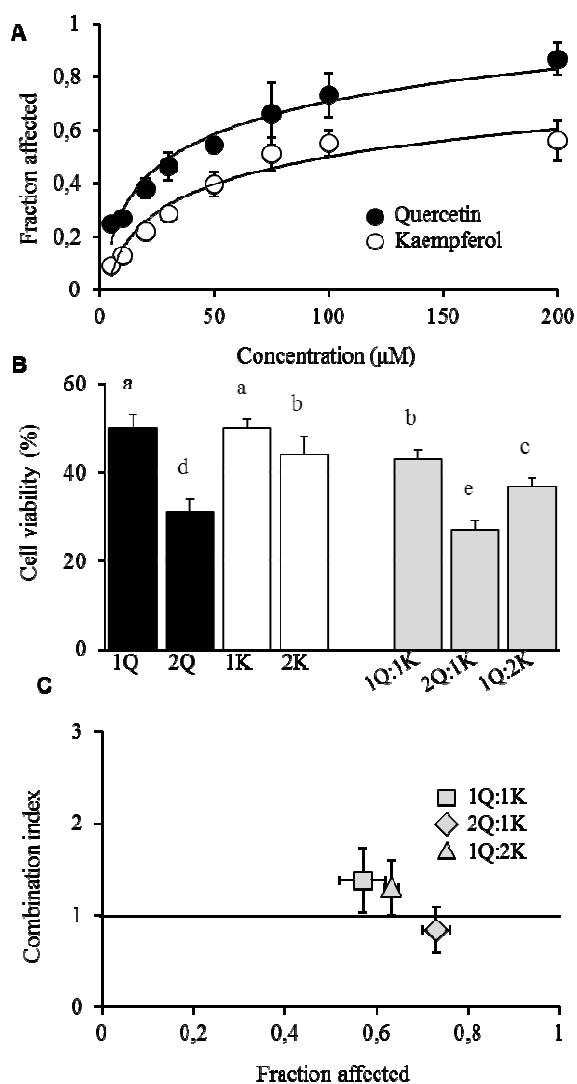 A
Fraction affected
1
0,8
0,6
0,4
0,2
0
Quercetin
Kaempferol
0 50 100 150 200
Concentration (µM)
B
Cell viability (%)
60
40
20
0
a
d
a
b
b
e
c
1Q 2Q 1K 2K 1Q:1K 2Q:1K 1Q:2K
C
Combination index
3
2
1
0
1Q:1K
2Q:1K
1Q:2K
0 0,2 0,4 0,6 0,8 1
Fraction affected